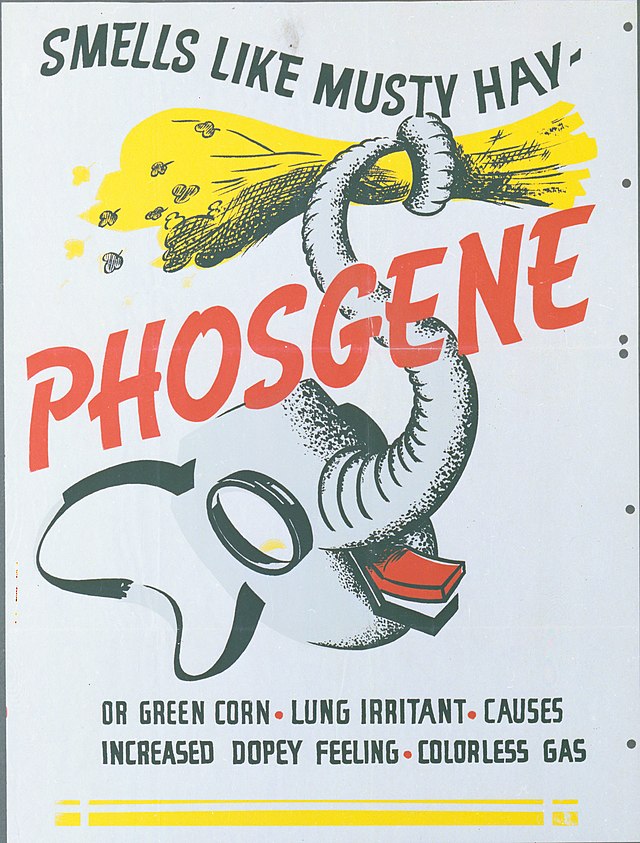 SMELLS LIKE MUSTY HAY-
PHOSGENE
OR GREEN CORN • LUNG IRRITANT • CAUSES
INCREASED DOPEY FEELING • COLORLESS GAS